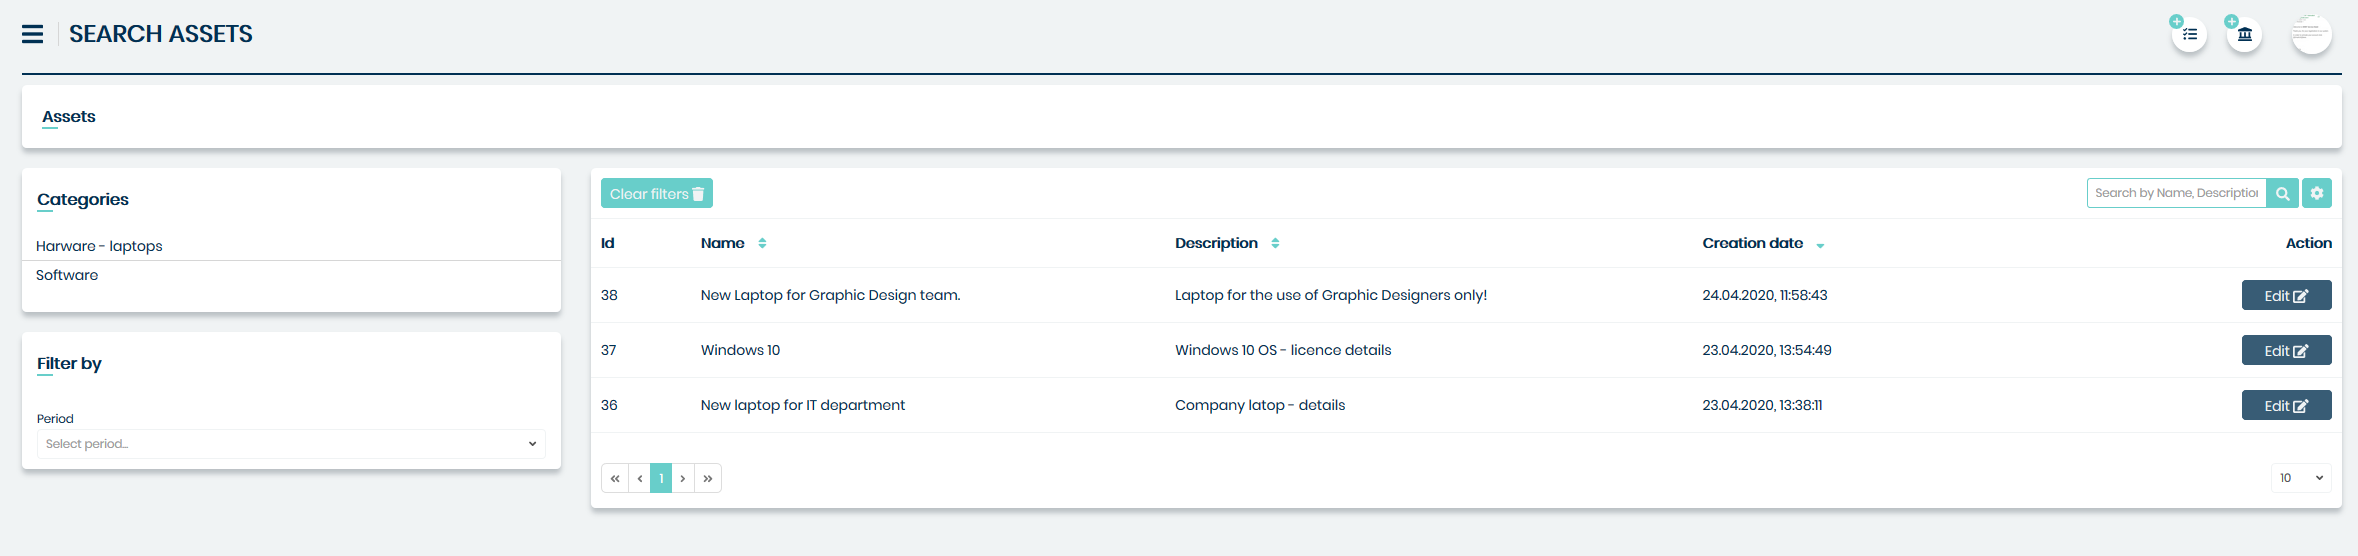 SEARCH ASSETS
Assets
Categories
Harware - laptops
Software
Filter by
Period
Select period...
Clear filters
Search by Name, Description
Id Name Description Creation date Action
38 New Laptop for Graphic Design team. Laptop for the use of Graphic Designers only! 24.04.2020, 11:58:43 Edit
37 Windows 10 Windows 10 OS - licence details 23.04.2020, 13:54:49 Edit
36 New laptop for IT department Company latop - details 23.04.2020, 13:38:11 Edit
« ‹ 1 › »
10